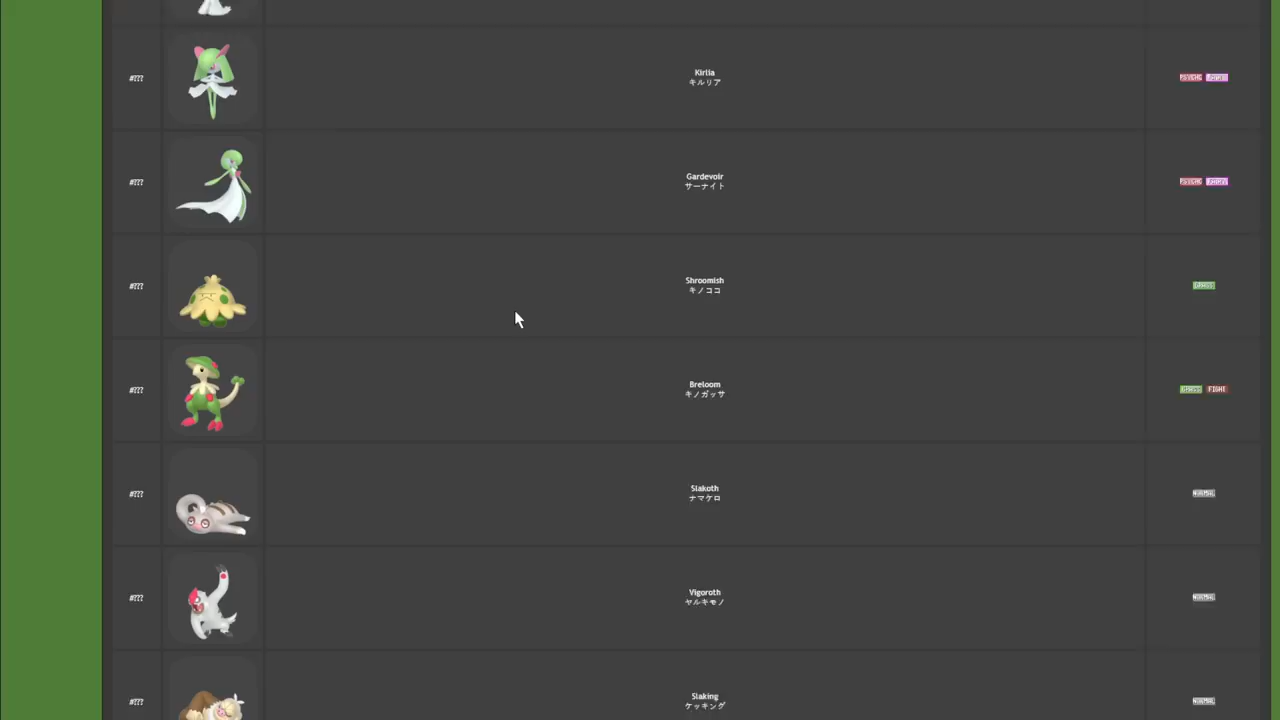 #???
Kirlia
キルリア
PSYCHC FAIRY
#???
Gardevoir
サーナイト
PSYCHC FAIRY
#???
Shroomish
キノココ
GRASS
#???
Breloom
キノガッサ
GRASS FIGHT
#???
Slakoth
ナマケロ
NORMAL
#???
Vigoroth
ヤルキモノ
NORMAL
#???
Slaking
ケッキング
NORMAL